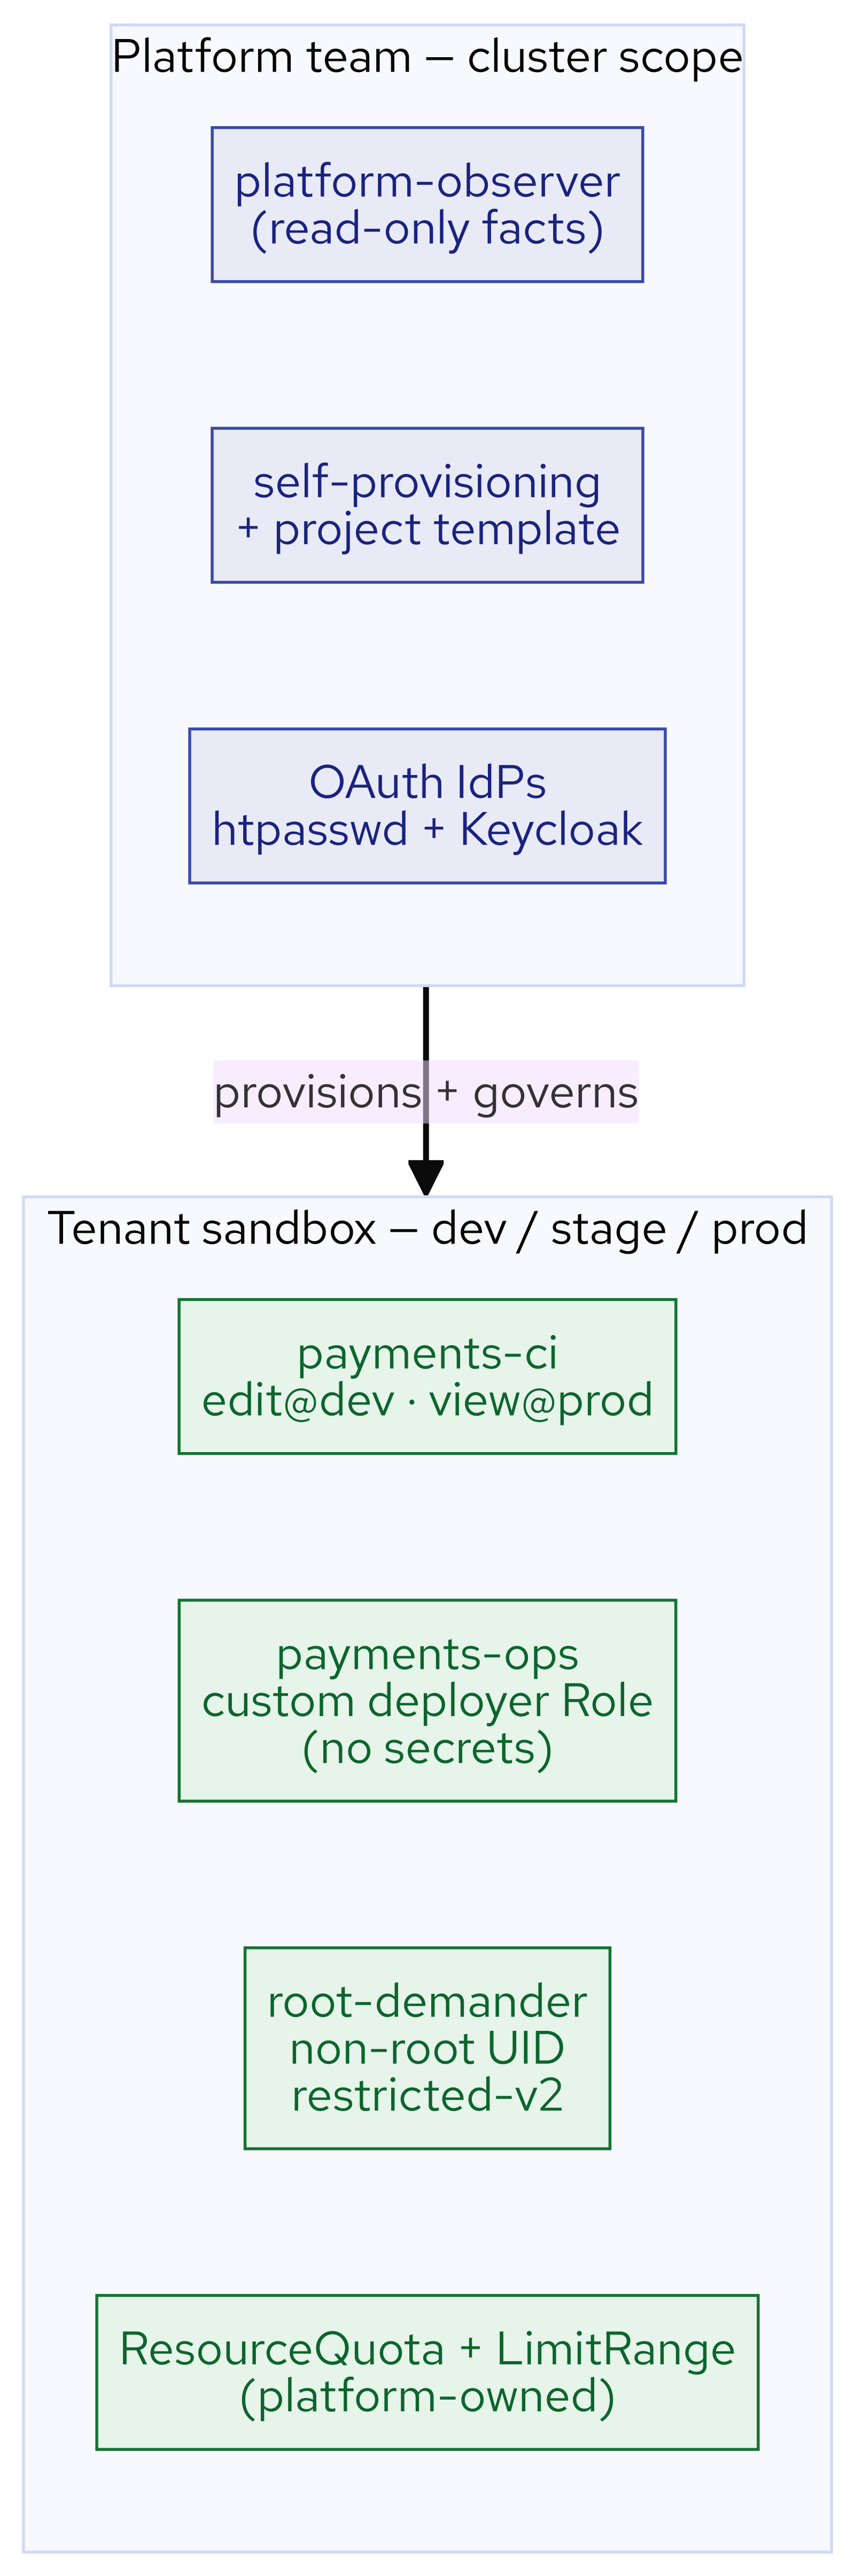 Platform team — cluster scope
platform-observer
(read-only facts)
self-provisioning
+ project template
OAuth IdPs
htpasswd + Keycloak
provisions + governs
Tenant sandbox — dev / stage / prod
payments-ci
edit@dev · view@prod
payments-ops
custom deployer Role
(no secrets)
root-demander
non-root UID
restricted-v2
ResourceQuota + LimitRange
(platform-owned)